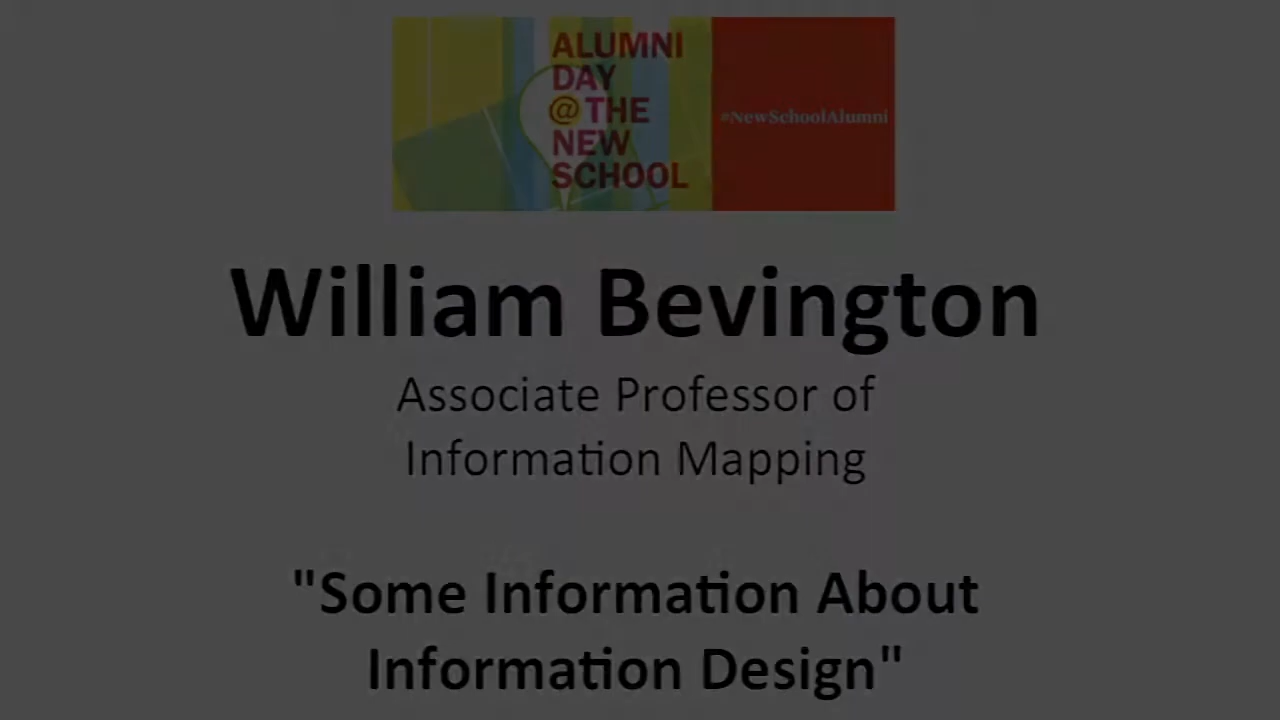 ALUMNI
DAY
@ THE
NEW
SCHOOL
#NewSchoolAlumni
William Bevington
Associate Professor of
Information Mapping
"Some Information About
Information Design"